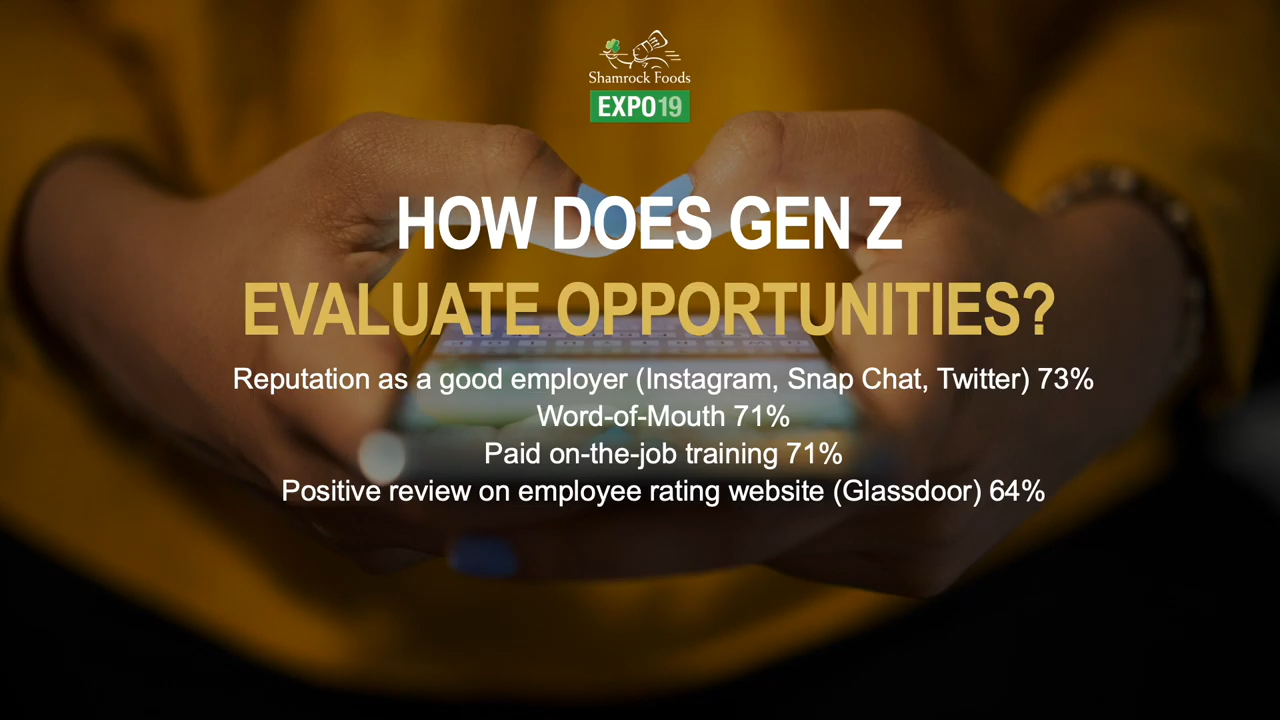 Shamrock Foods
EXPO19
HOW DOES GEN Z
EVALUATE OPPORTUNITIES?
Reputation as a good employer (Instagram, Snap Chat, Twitter) 73%
Word-of-Mouth 71%
Paid on-the-job training 71%
Positive review on employee rating website (Glassdoor) 64%